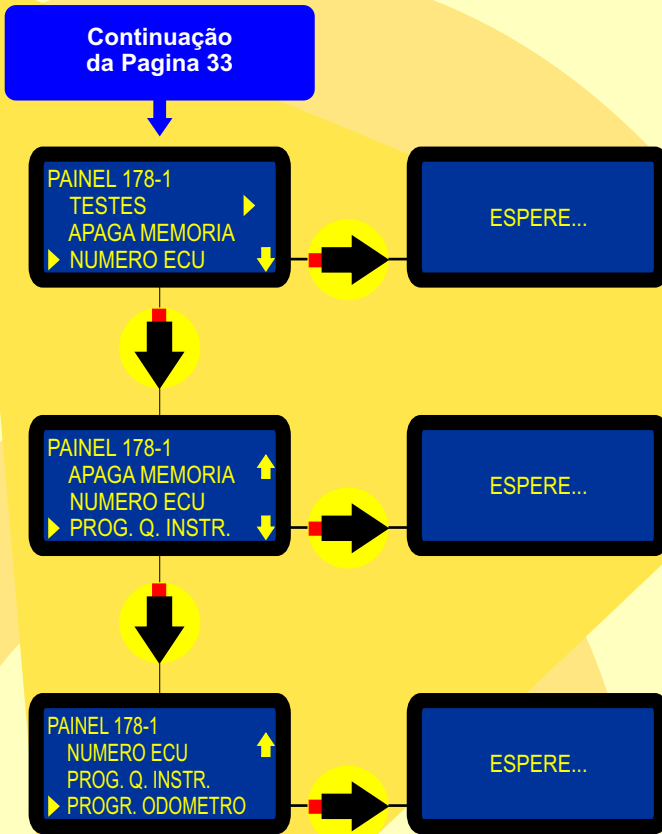 Continuação
da Pagina 33
PAINEL 178-1
TESTES
APAGA MEMORIA
NUMERO ECU
ESPERE...
PAINEL 178-1
APAGA MEMORIA
NUMERO ECU
PROG. Q. INSTR.
ESPERE...
PAINEL 178-1
NUMERO ECU
PROG. Q. INSTR.
PROGR. ODOMETRO
ESPERE...